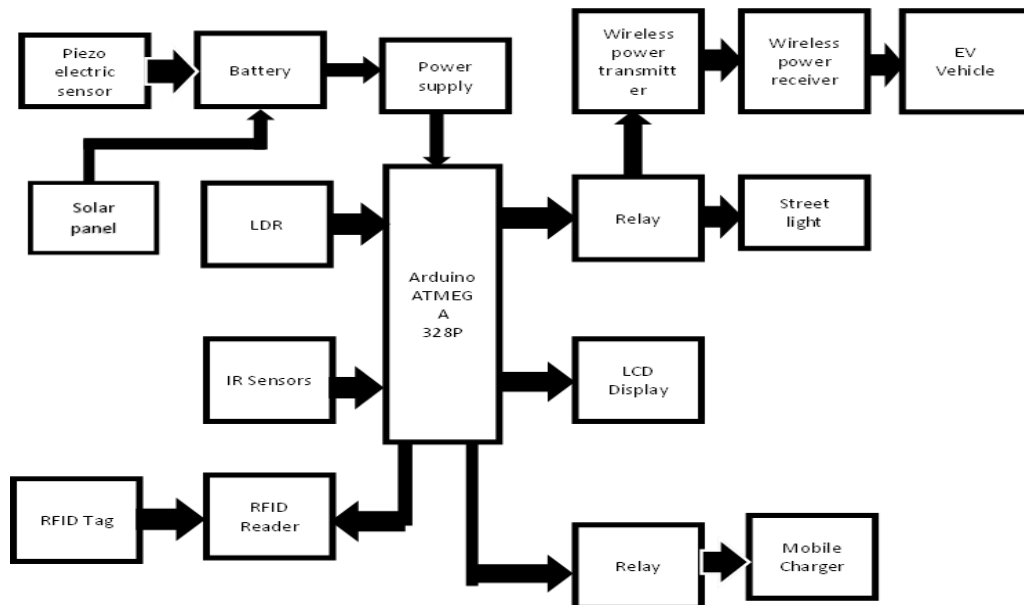 Piezo
electric
sensor
Battery
Power
supply
Wireless
power
transmitt
er
Wireless
power
receiver
EV
Vehicle
Solar
panel
LDR
Arduino
ATMEG
A
328P
Relay
Street
light
IR Sensors
LCD
Display
RFID Tag
RFID
Reader
Relay
Mobile
Charger